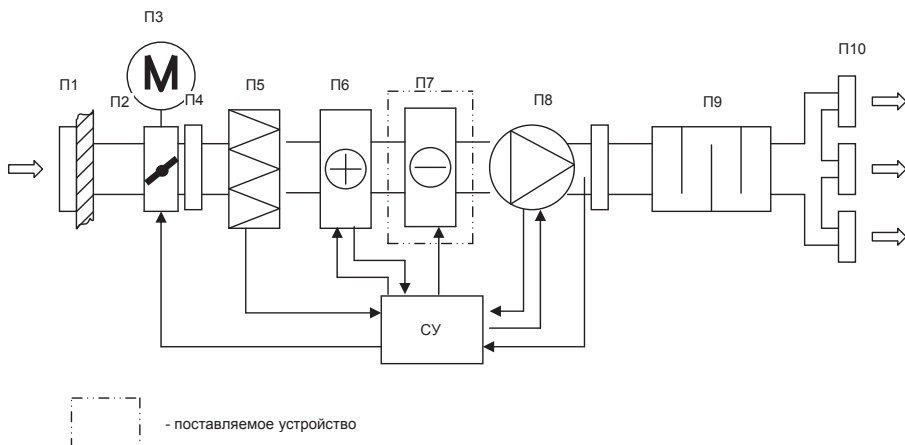 П3
П10
П1
П2
П4
П5
П6
П7
П8
П9
М
СУ
- поставляемое устройство